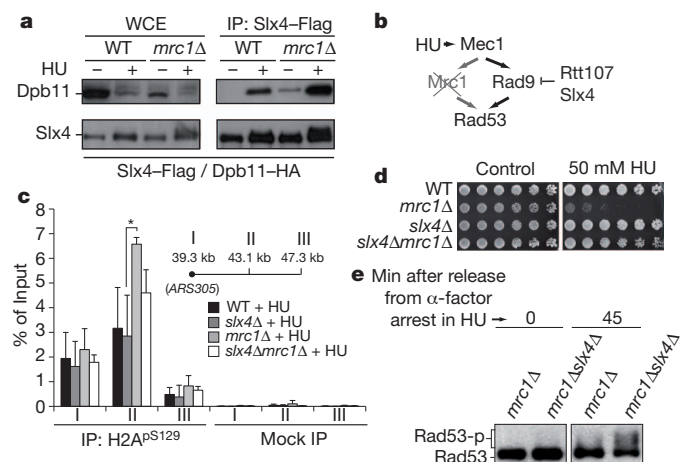 a
WCE
IP: Slx4–Flag
WT
mrc1Δ
WT
mrc1Δ
HU – + – + – + – +
Dpb11
Slx4
Slx4–Flag / Dpb11–HA
b
HU Mec1
Mrc1 Rad9
Rtt107
Slx4
Rad53
c
% of Input
8
7
6
5
4
3
2
1
0
*
I II III
39.3 kb 43.1 kb 47.3 kb
(ARS305)
WT + HU
slx4Δ + HU
mrc1Δ + HU
slx4Δmrc1Δ + HU
I II III I II III
IP: H2ApS129
Mock IP
d
Control
50 mM HU
WT
mrc1Δ
slx4Δ
slx4Δmrc1Δ
e
Min after release
from α-factor
arrest in HU
0
45
mrc1Δ
mrc1Δslx4Δ
mrc1Δ
mrc1Δslx4Δ
Rad53-p
Rad53